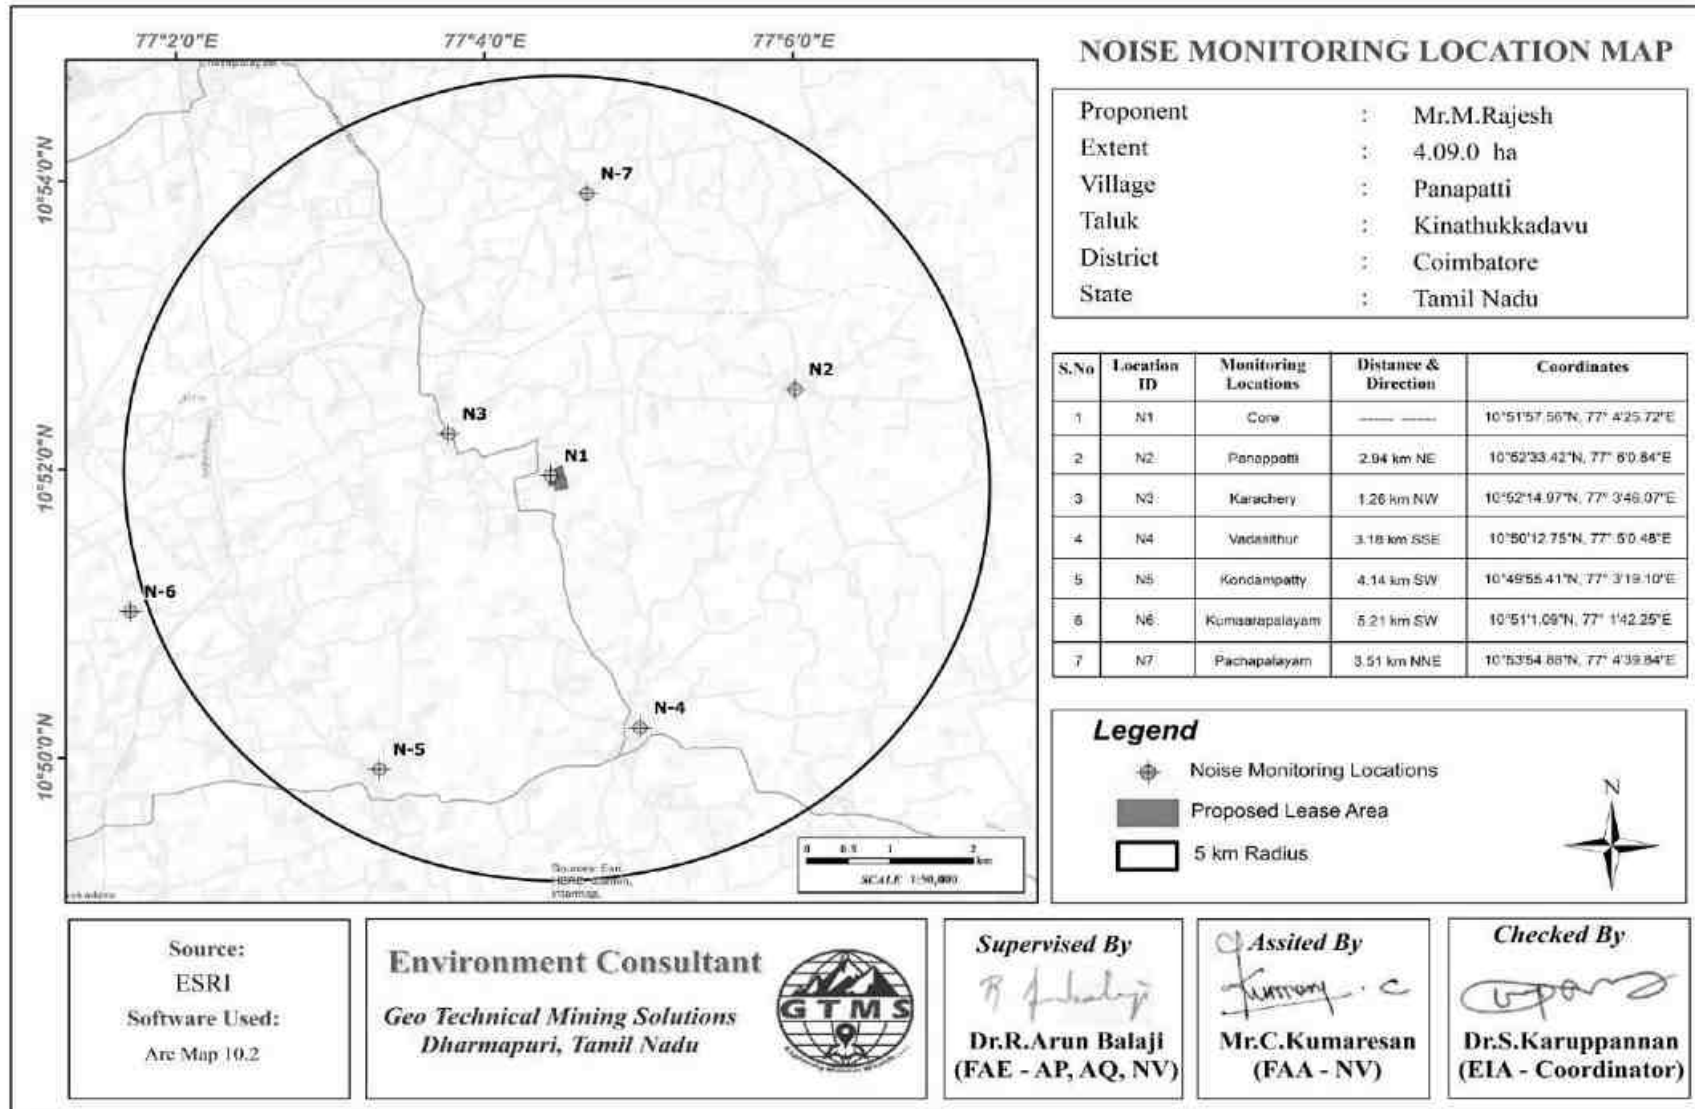 77°2'0"E 77°4'0"E 77°6'0"E
10°54'0"N
10°52'0"N
10°50'0"N
N-7
N2
N3
N1
N-6
N-4
N-5
0 0.5 1 2
km
SCALE 1:50,000
Sources: Esri,
HERE, Garmin,
Intermap,
NOISE MONITORING LOCATION MAP
Proponent : Mr.M.Rajesh
Extent : 4.09.0 ha
Village : Panapatti
Taluk : Kinathukkadavu
District : Coimbatore
State : Tamil Nadu
S.No Location ID Monitoring Locations Distance & Direction Coordinates
1 N1 Core ------- ------- 10°51'57.56"N, 77° 4'25.72"E
2 N2 Panappatti 2.94 km NE 10°52'33.42"N, 77° 6'0.84"E
3 N3 Karachery 1.26 km NW 10°52'14.97"N, 77° 3'46.07"E
4 N4 Vadasithur 3.18 km SSE 10°50'12.75"N, 77° 5'0.48"E
5 N5 Kondampatty 4.14 km SW 10°49'55.41"N, 77° 3'19.10"E
6 N6 Kumaarapalayam 5.21 km SW 10°51'1.09"N, 77° 1'42.25"E
7 N7 Pachapalayam 3.51 km NNE 10°53'54.88"N, 77° 4'39.84"E
Legend
Noise Monitoring Locations
Proposed Lease Area
5 km Radius
N
Source:
ESRI
Software Used:
Arc Map 10.2
Environment Consultant
Geo Technical Mining Solutions
Dharmapuri, Tamil Nadu
GTMS
Supervised By
Dr.R.Arun Balaji
(FAE - AP, AQ, NV)
Assited By
Mr.C.Kumaresan
(FAA - NV)
Checked By
Dr.S.Karuppannan
(EIA - Coordinator)